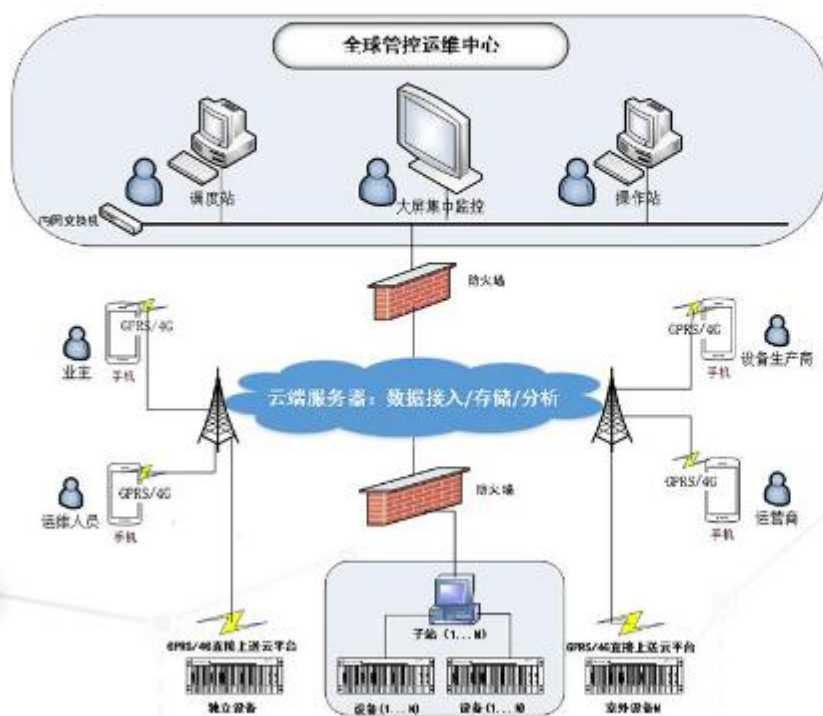 全球管控运维中心
调度站
大屏集中监控
操作站
内网交换机
防火墙
GPRS/4G
业主
手机
GPRS/4G
设备生产商
手机
云端服务器：数据接入/存储/分析
GPRS/4G
运维人员
手机
防火墙
GPRS/4G
运营商
手机
子站（1...N）
GPRS/4G直接上送云平台
独立设备
设备(1...N)
设备(1...N)
GPRS/4G直接上送云平台
室外设备N